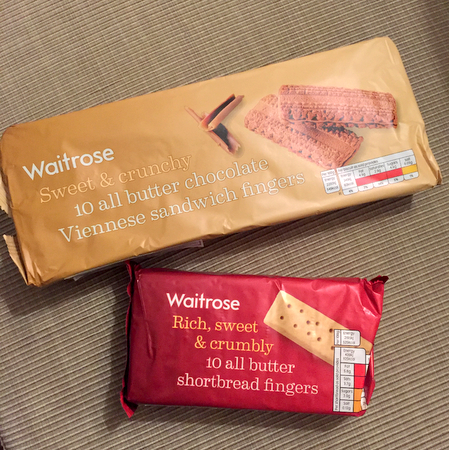 Waitrose
Sweet & crunchy
10 all butter chocolate
Viennese sandwich fingers
Waitrose
Rich, sweet
& crumbly
10 all butter
shortbread fingers